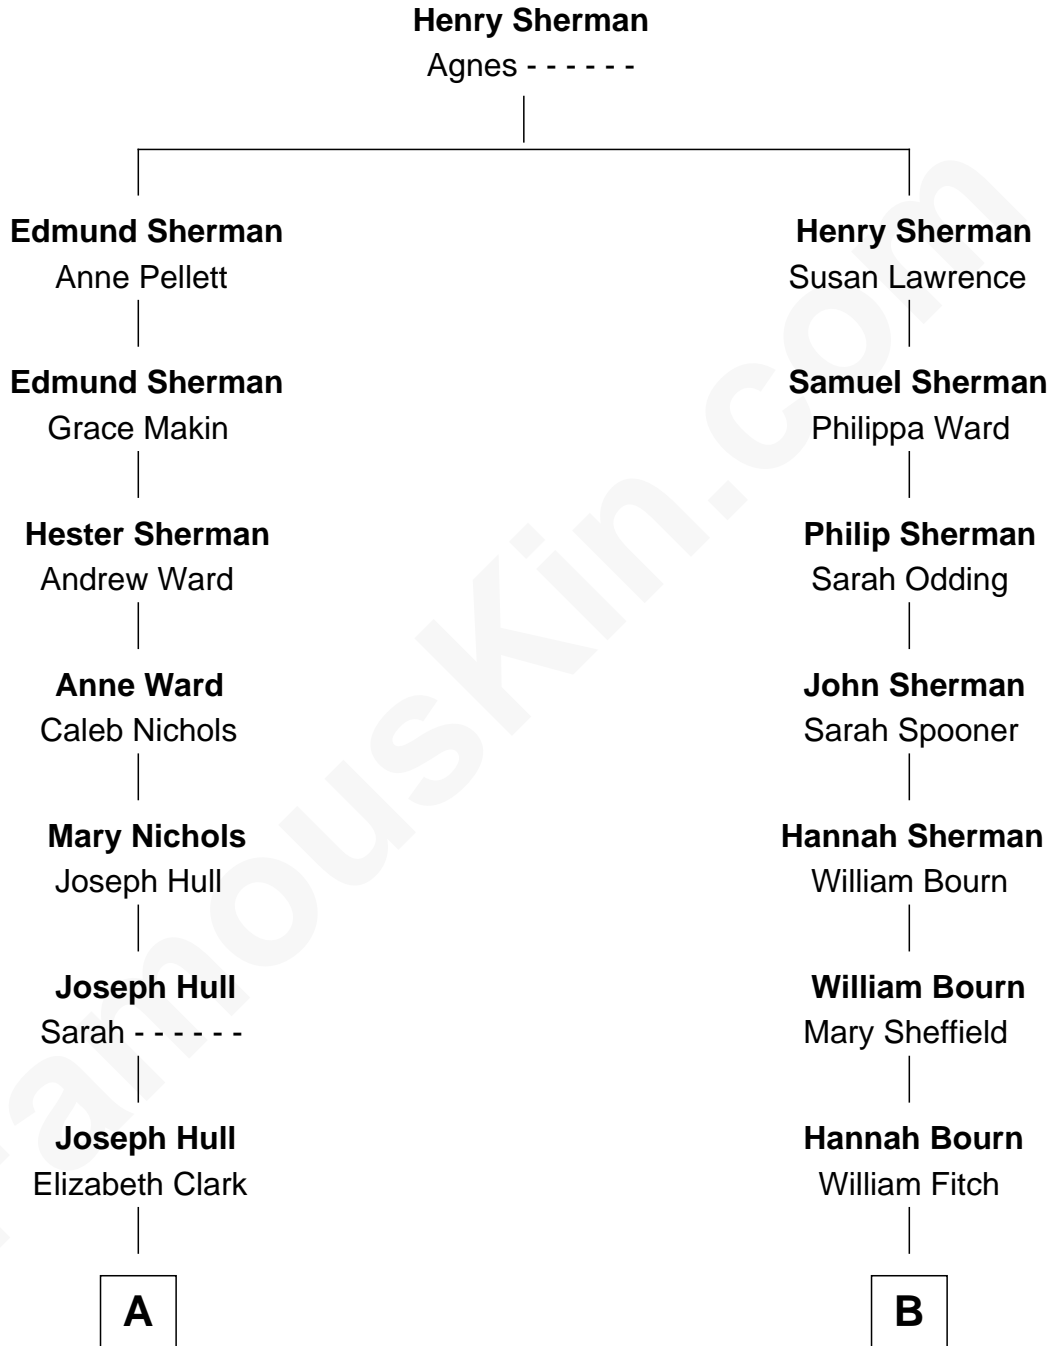 Henry Sherman
Agnes - - - - - -
Edmund Sherman
Anne Pellett
Henry Sherman
Susan Lawrence
Edmund Sherman
Grace Makin
Samuel Sherman
Philippa Ward
Hester Sherman
Andrew Ward
Philip Sherman
Sarah Odding
Anne Ward
Caleb Nichols
John Sherman
Sarah Spooner
Mary Nichols
Joseph Hull
Hannah Sherman
William Bourn
Joseph Hull
Sarah - - - - - -
William Bourn
Mary Sheffield
Joseph Hull
Elizabeth Clark
Hannah Bourn
William Fitch
A
B
FamousKin.com